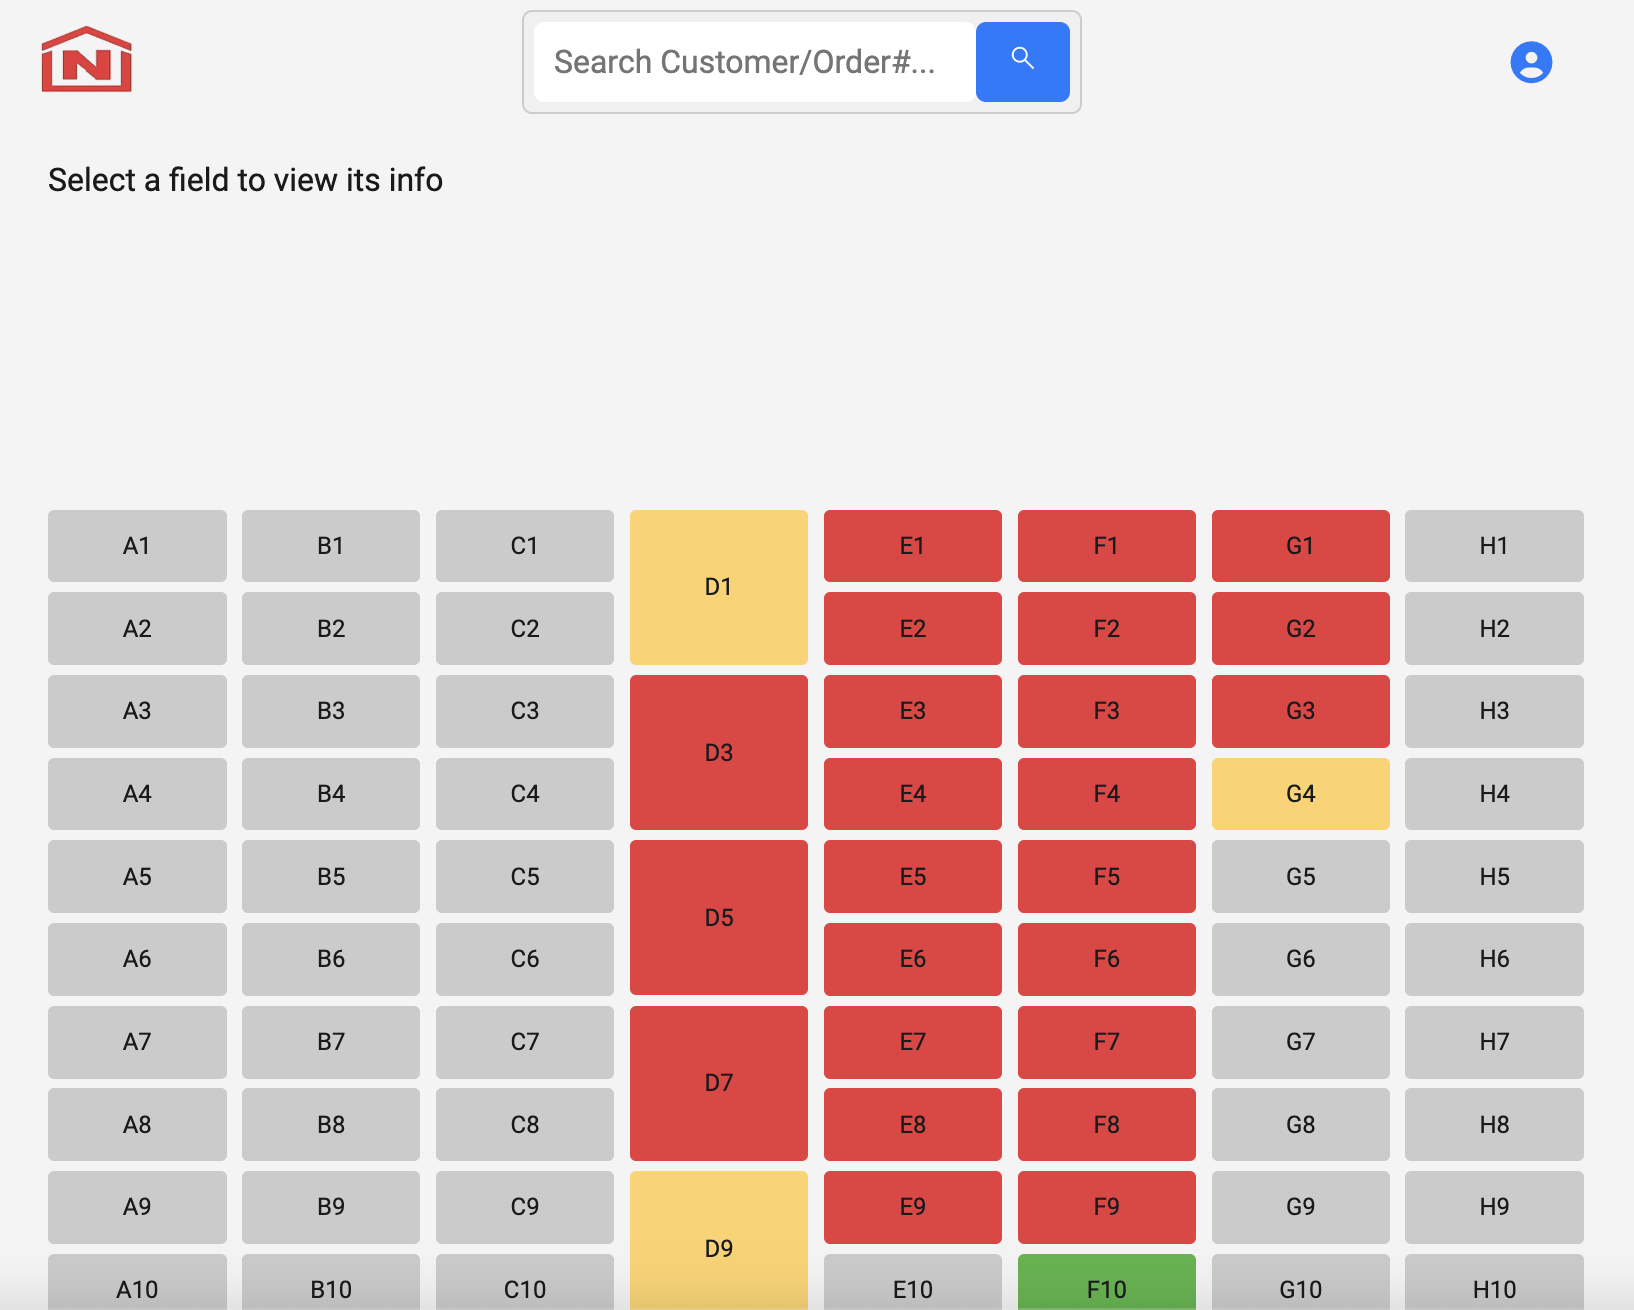 N
Search Customer/Order#...
Select a field to view its info
A1 B1 C1 D1 E1 F1 G1 H1
A2 B2 C2 E2 F2 G2 H2
A3 B3 C3 D3 E3 F3 G3 H3
A4 B4 C4 E4 F4 G4 H4
A5 B5 C5 D5 E5 F5 G5 H5
A6 B6 C6 E6 F6 G6 H6
A7 B7 C7 D7 E7 F7 G7 H7
A8 B8 C8 E8 F8 G8 H8
A9 B9 C9 D9 E9 F9 G9 H9
A10 B10 C10 E10 F10 G10 H10